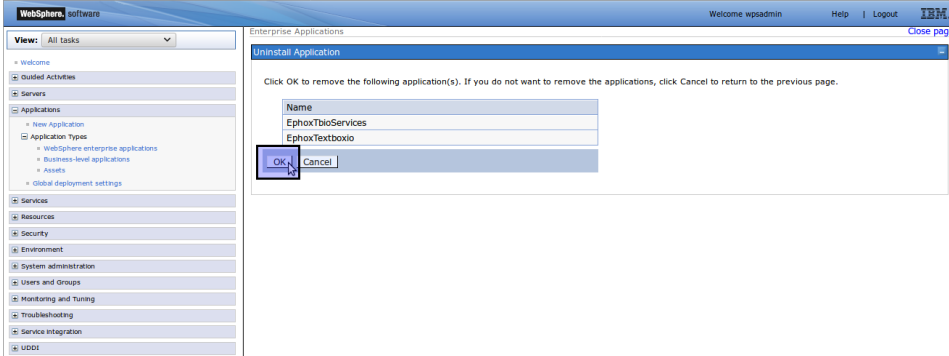 WebSphere. software
Welcome wpsadmin
Help | Logout
IBM
View: All tasks
Welcome
Guided Activities
Servers
Applications
New Application
Application Types
WebSphere enterprise applications
Business-level applications
Assets
Global deployment settings
Services
Resources
Security
Environment
System administration
Users and Groups
Monitoring and Tuning
Troubleshooting
Service integration
UDDI
Enterprise Applications
Close pag
Uninstall Application
Click OK to remove the following application(s). If you do not want to remove the applications, click Cancel to return to the previous page.
Name
EphoxTbioServices
EphoxTextboxio
OK Cancel